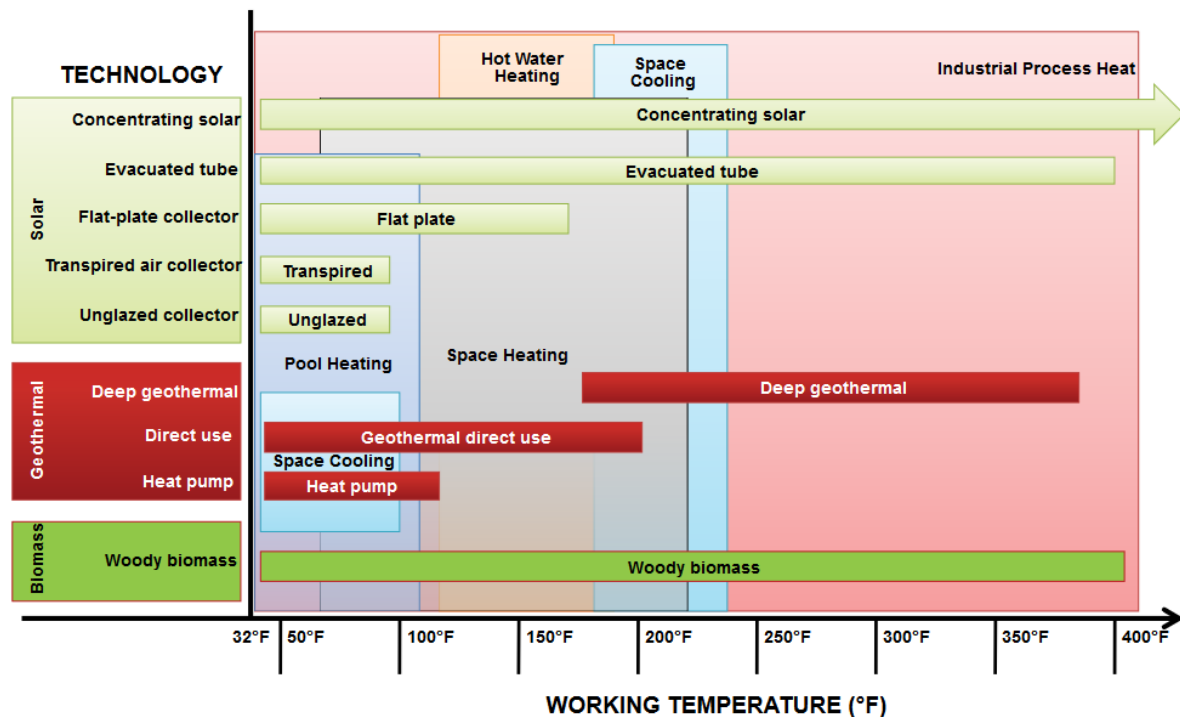 TECHNOLOGY
Hot Water
Heating
Space
Cooling
Industrial Process Heat
Solar
Concentrating solar
Concentrating solar
Evacuated tube
Evacuated tube
Flat-plate collector
Flat plate
Transpired air collector
Transpired
Unglazed collector
Unglazed
Pool Heating
Space Heating
Geothermal
Deep geothermal
Deep geothermal
Direct use
Geothermal direct use
Space Cooling
Heat pump
Heat pump
Biomass
Woody biomass
Woody biomass
32°F 50°F 100°F 150°F 200°F 250°F 300°F 350°F 400°F
WORKING TEMPERATURE (°F)